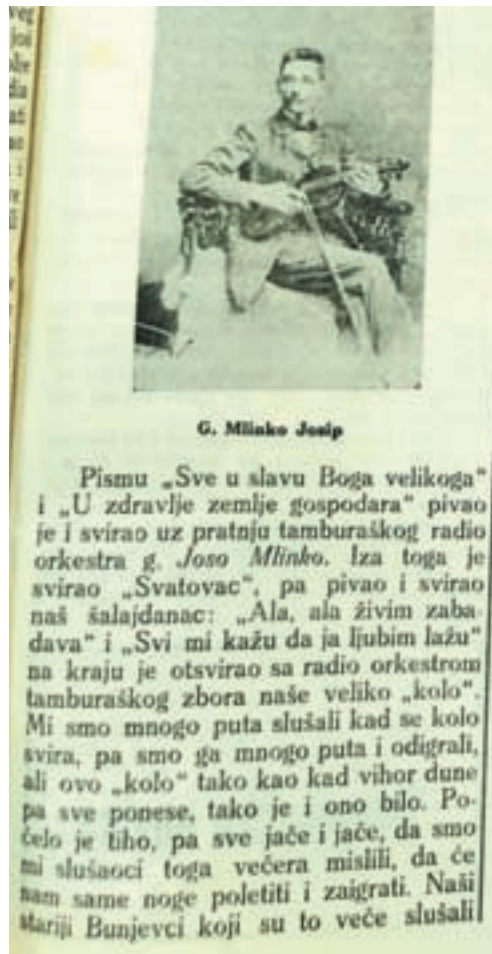 G. Mlinko Josip
Pismu „Sve u slavu Boga velikoga“
i „U zdravlje zemlje gospodara“ pivao
je i svirao uz pratnju tamburaškog radio
orkestra g. Joso Mlinko. Iza toga je
svirao „Svatovac“, pa pivao i svirao
naš šalajdanac: „Ala, ala živim zaba-
dava“ i „Svi mi kažu da ja ljubim lažu“
na kraju je otsvirao sa radio orkestrom
tamburaškog zbora naše veliko „kolo“.
Mi smo mnogo puta slušali kad se kolo
svira, pa smo ga mnogo puta i odigrali,
ali ovo „kolo“ tako kao kad vihor dune
pa sve ponese, tako je i ono bilo. Po-
čelo je tiho, pa sve jače i jače, da smo
mi slušaoci toga večera mislili, da će
nam same noge poletiti i zaigrati. Naši
stariji Bunjevci koji su to veče slušali